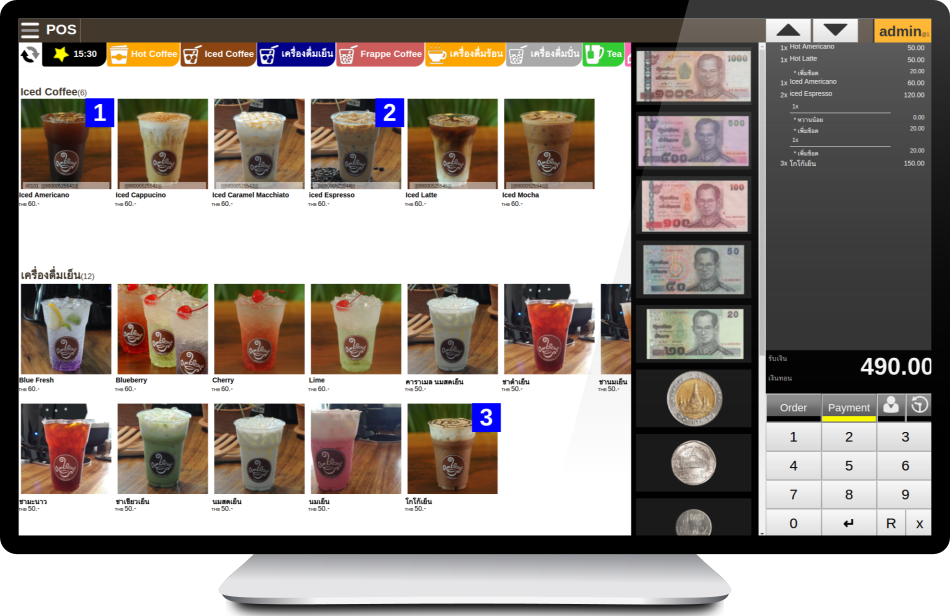 POS
admin
15:30
Hot Coffee
Iced Coffee
เครื่องดื่มเย็น
Frappe Coffee
เครื่องดื่มร้อน
เครื่องดื่มปั่น
Tea
Iced Coffee(6)
1
2
Iced Americano
THB 60.-
Iced Cappucino
THB 60.-
Iced Caramel Macchiato
THB 60.-
iced Espresso
THB 60.-
Iced Latte
THB 60.-
Iced Mocha
THB 60.-
เครื่องดื่มเย็น(12)
Blue Fresh
THB 60.-
Blueberry
THB 60.-
Cherry
THB 60.-
Lime
THB 60.-
คาราเมล นมสดเย็น
THB 60.-
ชาดำเย็น
THB 50.-
ชานมเย็น
THB 50.-
3
ชามะนาว
THB 50.-
ชาเขียวเย็น
THB 50.-
นมสดเย็น
THB 50.-
นมเย็น
THB 50.-
โกโก้เย็น
THB 50.-
1000
500
100
50
20
1x Hot Americano 50.00
1x Hot Latte 50.00
* เพิ่มช็อต 20.00
1x Iced Americano 60.00
2x iced Espresso 120.00
1x
* หวานน้อย 0.00
* เพิ่มช็อต 20.00
1x
* เพิ่มช็อต 20.00
3x โกโก้เย็น 150.00
รับเงิน
490.00
เงินทอน
Order
Payment
1 2 3
4 5 6
7 8 9
0 ↵ R x